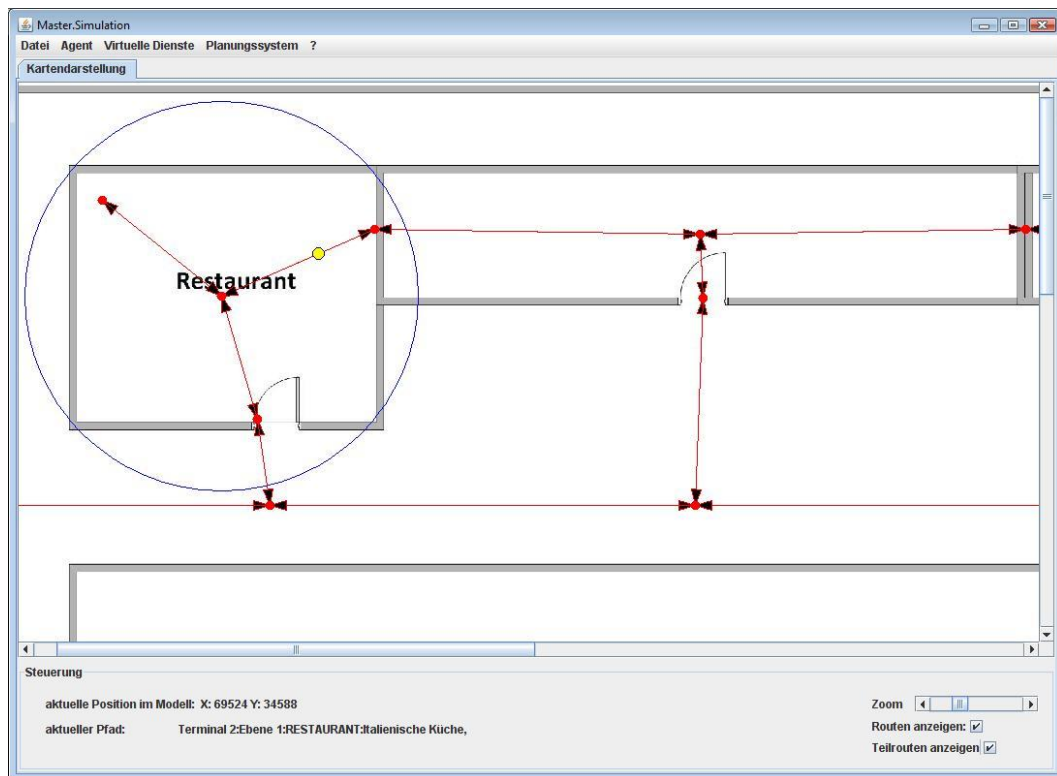 Master.Simulation
Datei Agent Virtuelle Dienste Planungssystem ?
Kartendarstellung
Restaurant
Steuerung
aktuelle Position im Modell: X: 69524 Y: 34588
Zoom
aktueller Pfad: Terminal 2:Ebene 1:RESTAURANT:Italienische Küche,
Routen anzeigen:
Teilrouten anzeigen